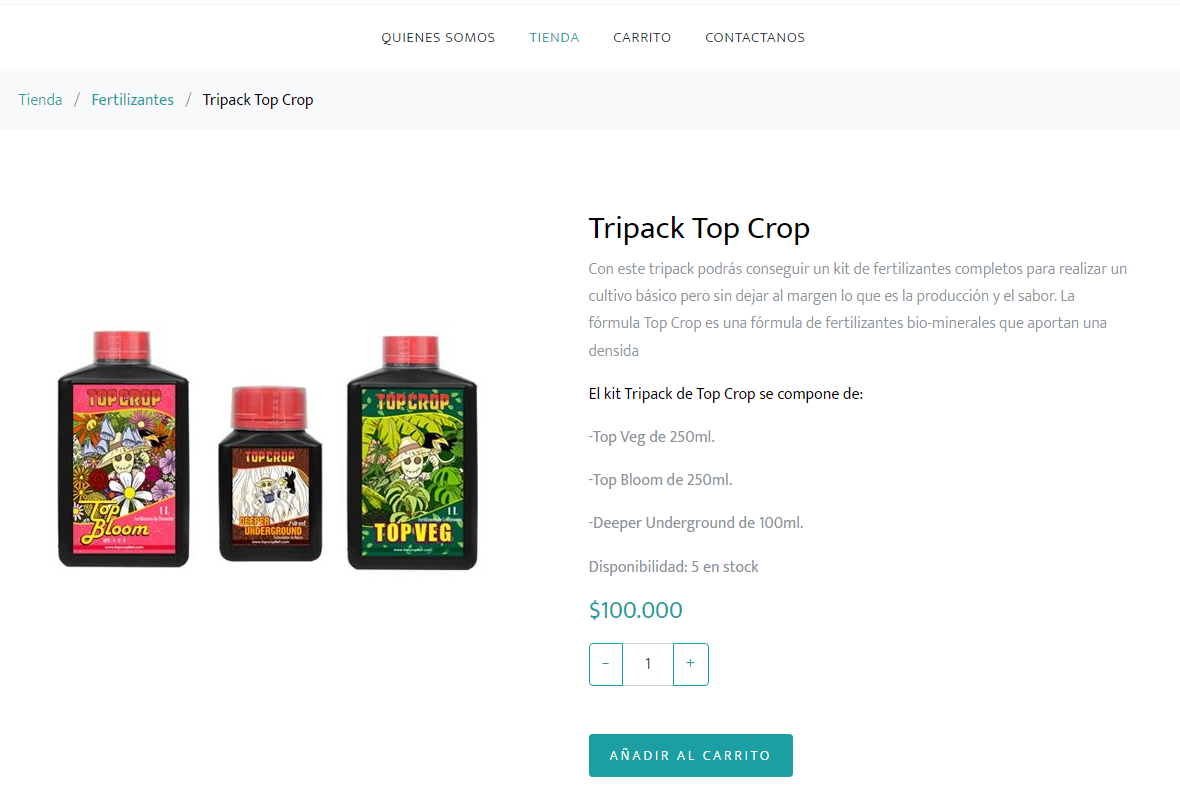 QUIENES SOMOS TIENDA CARRITO CONTACTANOS
Tienda / Fertilizantes / Tripack Top Crop
Tripack Top Crop
Con este tripack podrás conseguir un kit de fertilizantes completos para realizar un
cultivo básico pero sin dejar al margen lo que es la producción y el sabor. La
fórmula Top Crop es una fórmula de fertilizantes bio-minerales que aportan una
densida
El kit Tripack de Top Crop se compone de:
-Top Veg de 250ml.
-Top Bloom de 250ml.
-Deeper Underground de 100ml.
Disponibilidad: 5 en stock
$100.000
- 1 +
AÑADIR AL CARRITO
TOP CROP
1 L
Top
Bloom
TOP CROP
250 ml
DEEPER
UNDERGROUND
TOP CROP
1 L
TOP VEG